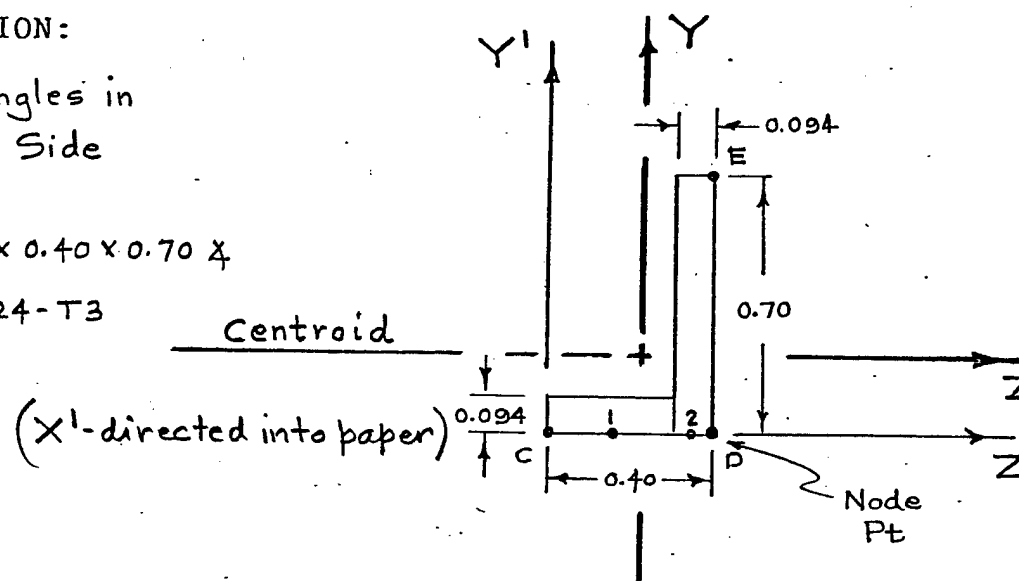 ION:
ngles in
Side
x 0.40 x 0.70 ∡
24-T3
Centroid
(X'-directed into paper)
Y'
Y
0.094
E
0.70
0.094
1
2
C
D
0.40
Z
Z
Node
Pt